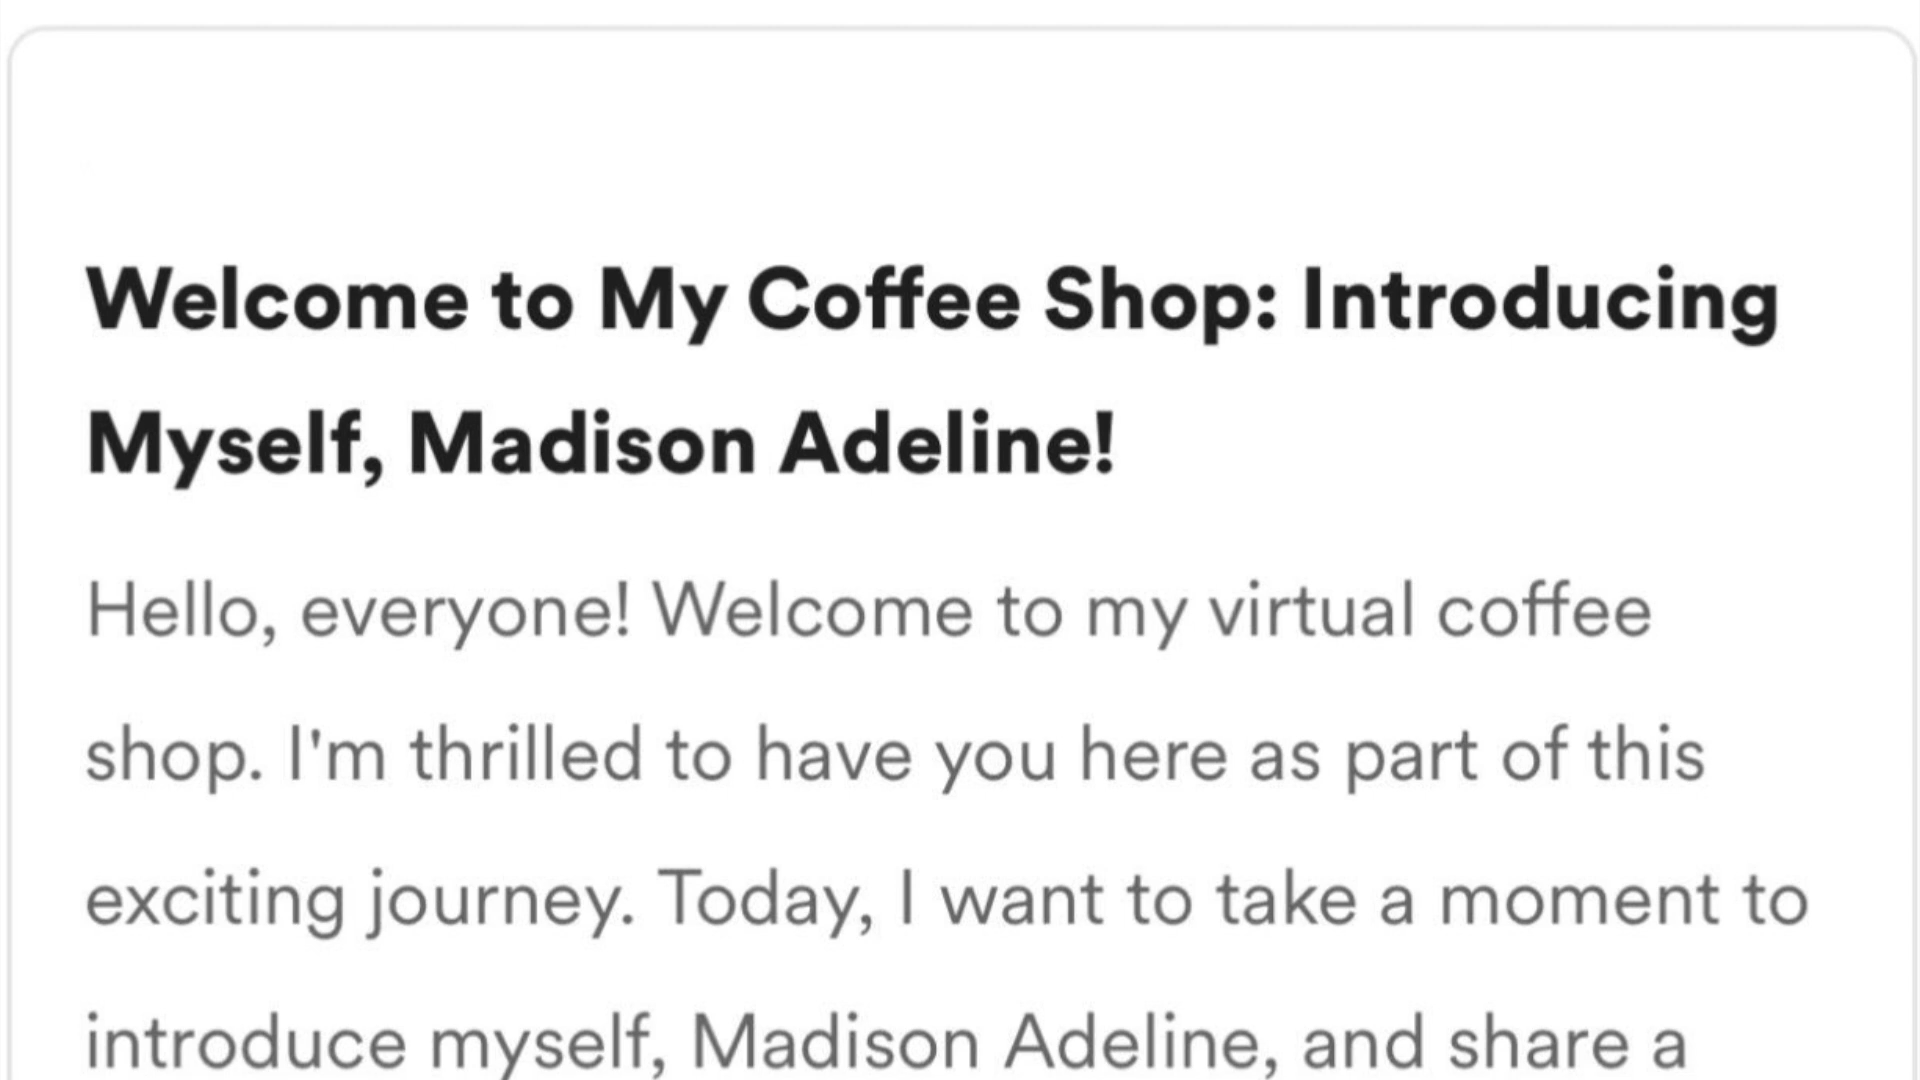 Welcome to My Coffee Shop: Introducing
Myself, Madison Adeline!
Hello, everyone! Welcome to my virtual coffee
shop. I'm thrilled to have you here as part of this
exciting journey. Today, I want to take a moment to
introduce myself, Madison Adeline, and share a